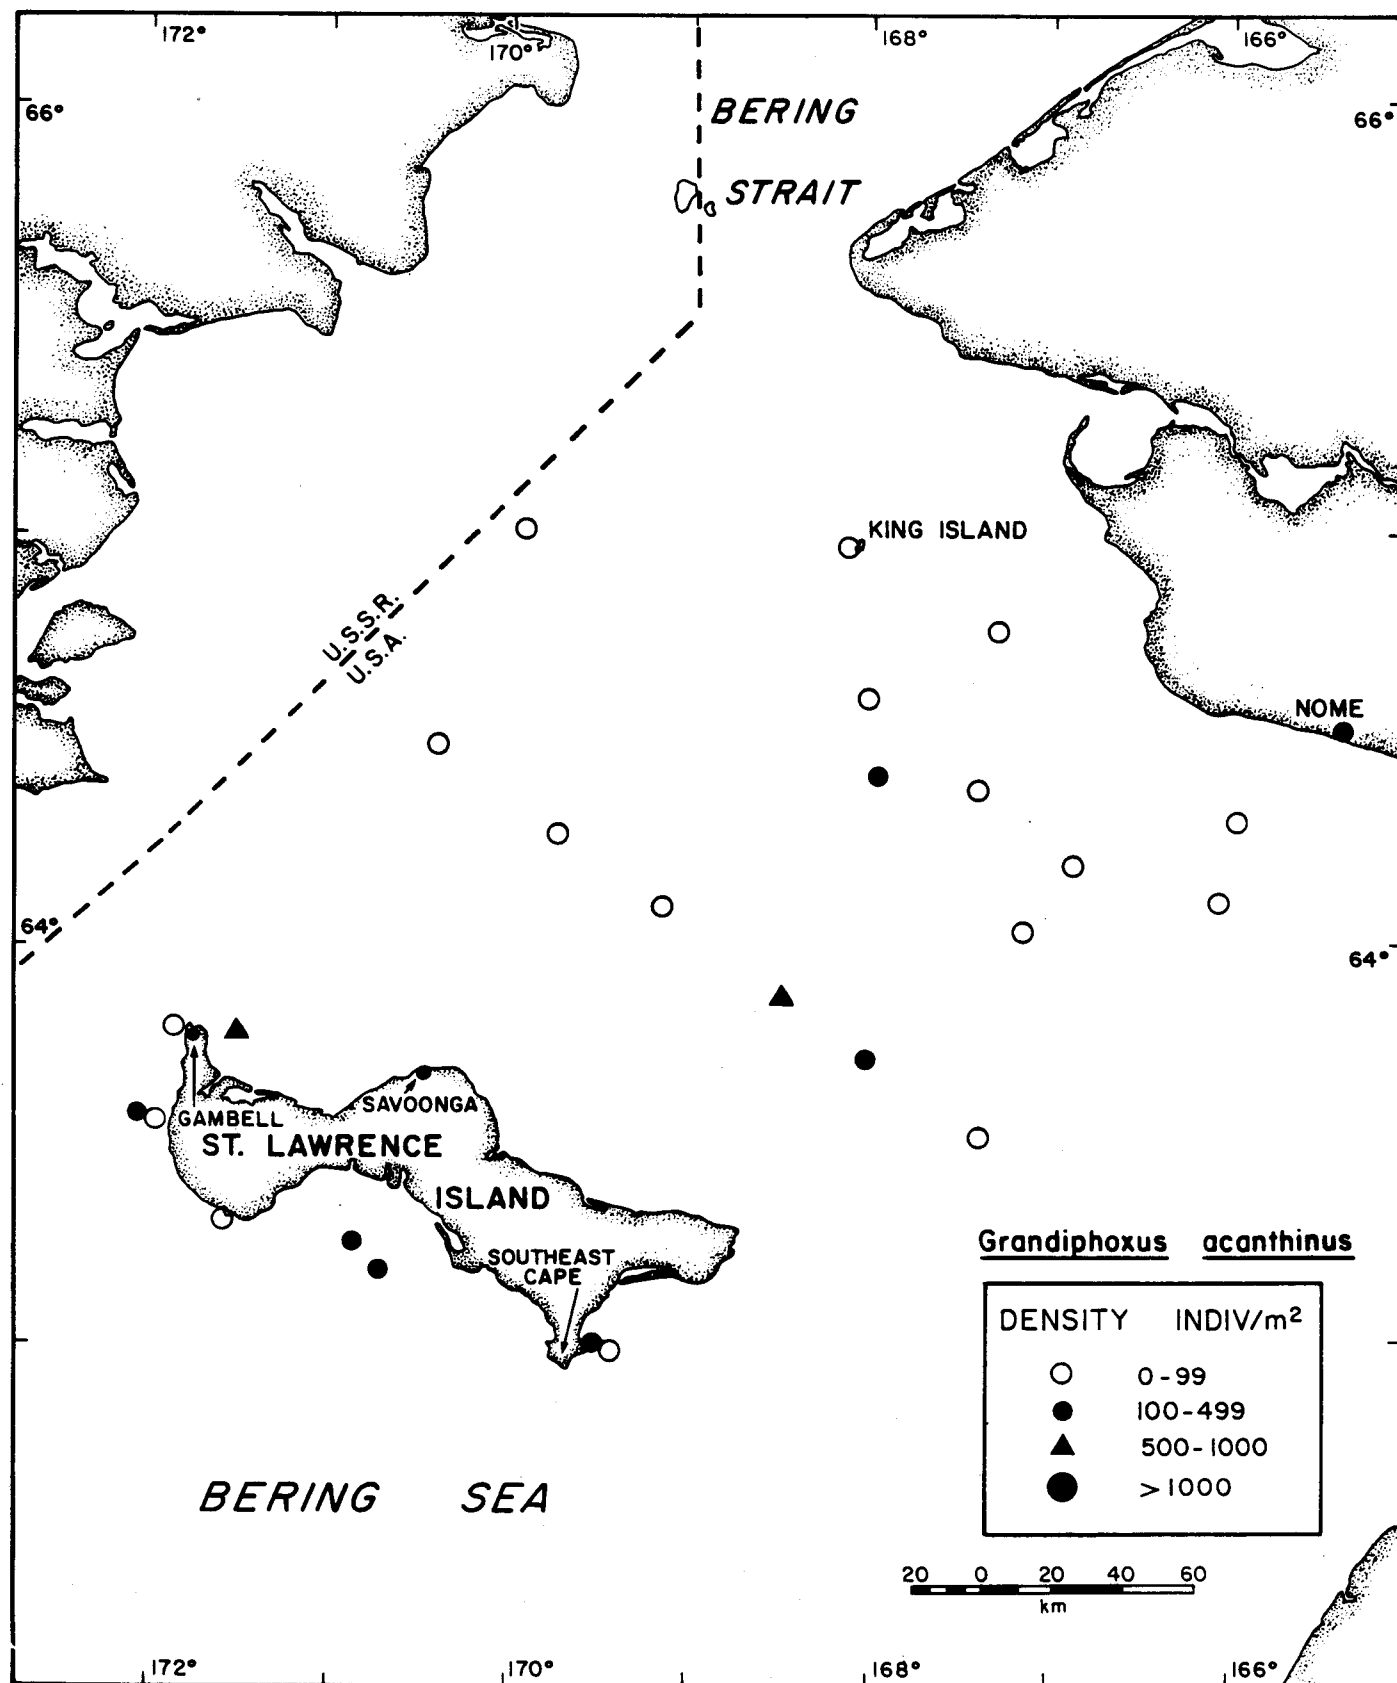 172°
170°
168°
166°
66°
BERING
66°
STRAIT
KING ISLAND
U.S.S.R.
U.S.A.
NOME
64°
64°
GAMBELL
SAVOONGA
ST. LAWRENCE
ISLAND
SOUTHEAST
CAPE
Grandiphoxus acanthinus
DENSITY INDIV/m²
0-99
100-499
500-1000
>1000
BERING SEA
20 0 20 40 60
km
172°
170°
168°
166°